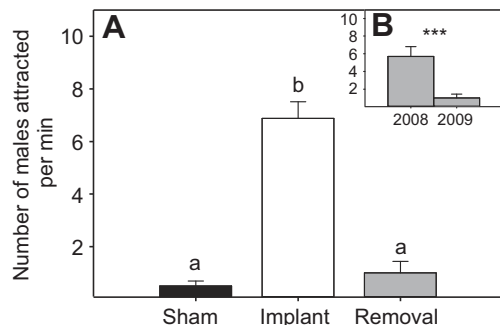 Number of males attracted
per min
A
10
8
6
4
2
a
b
a
Sham Implant Removal
B
10
8
6
4
2
***
2008 2009